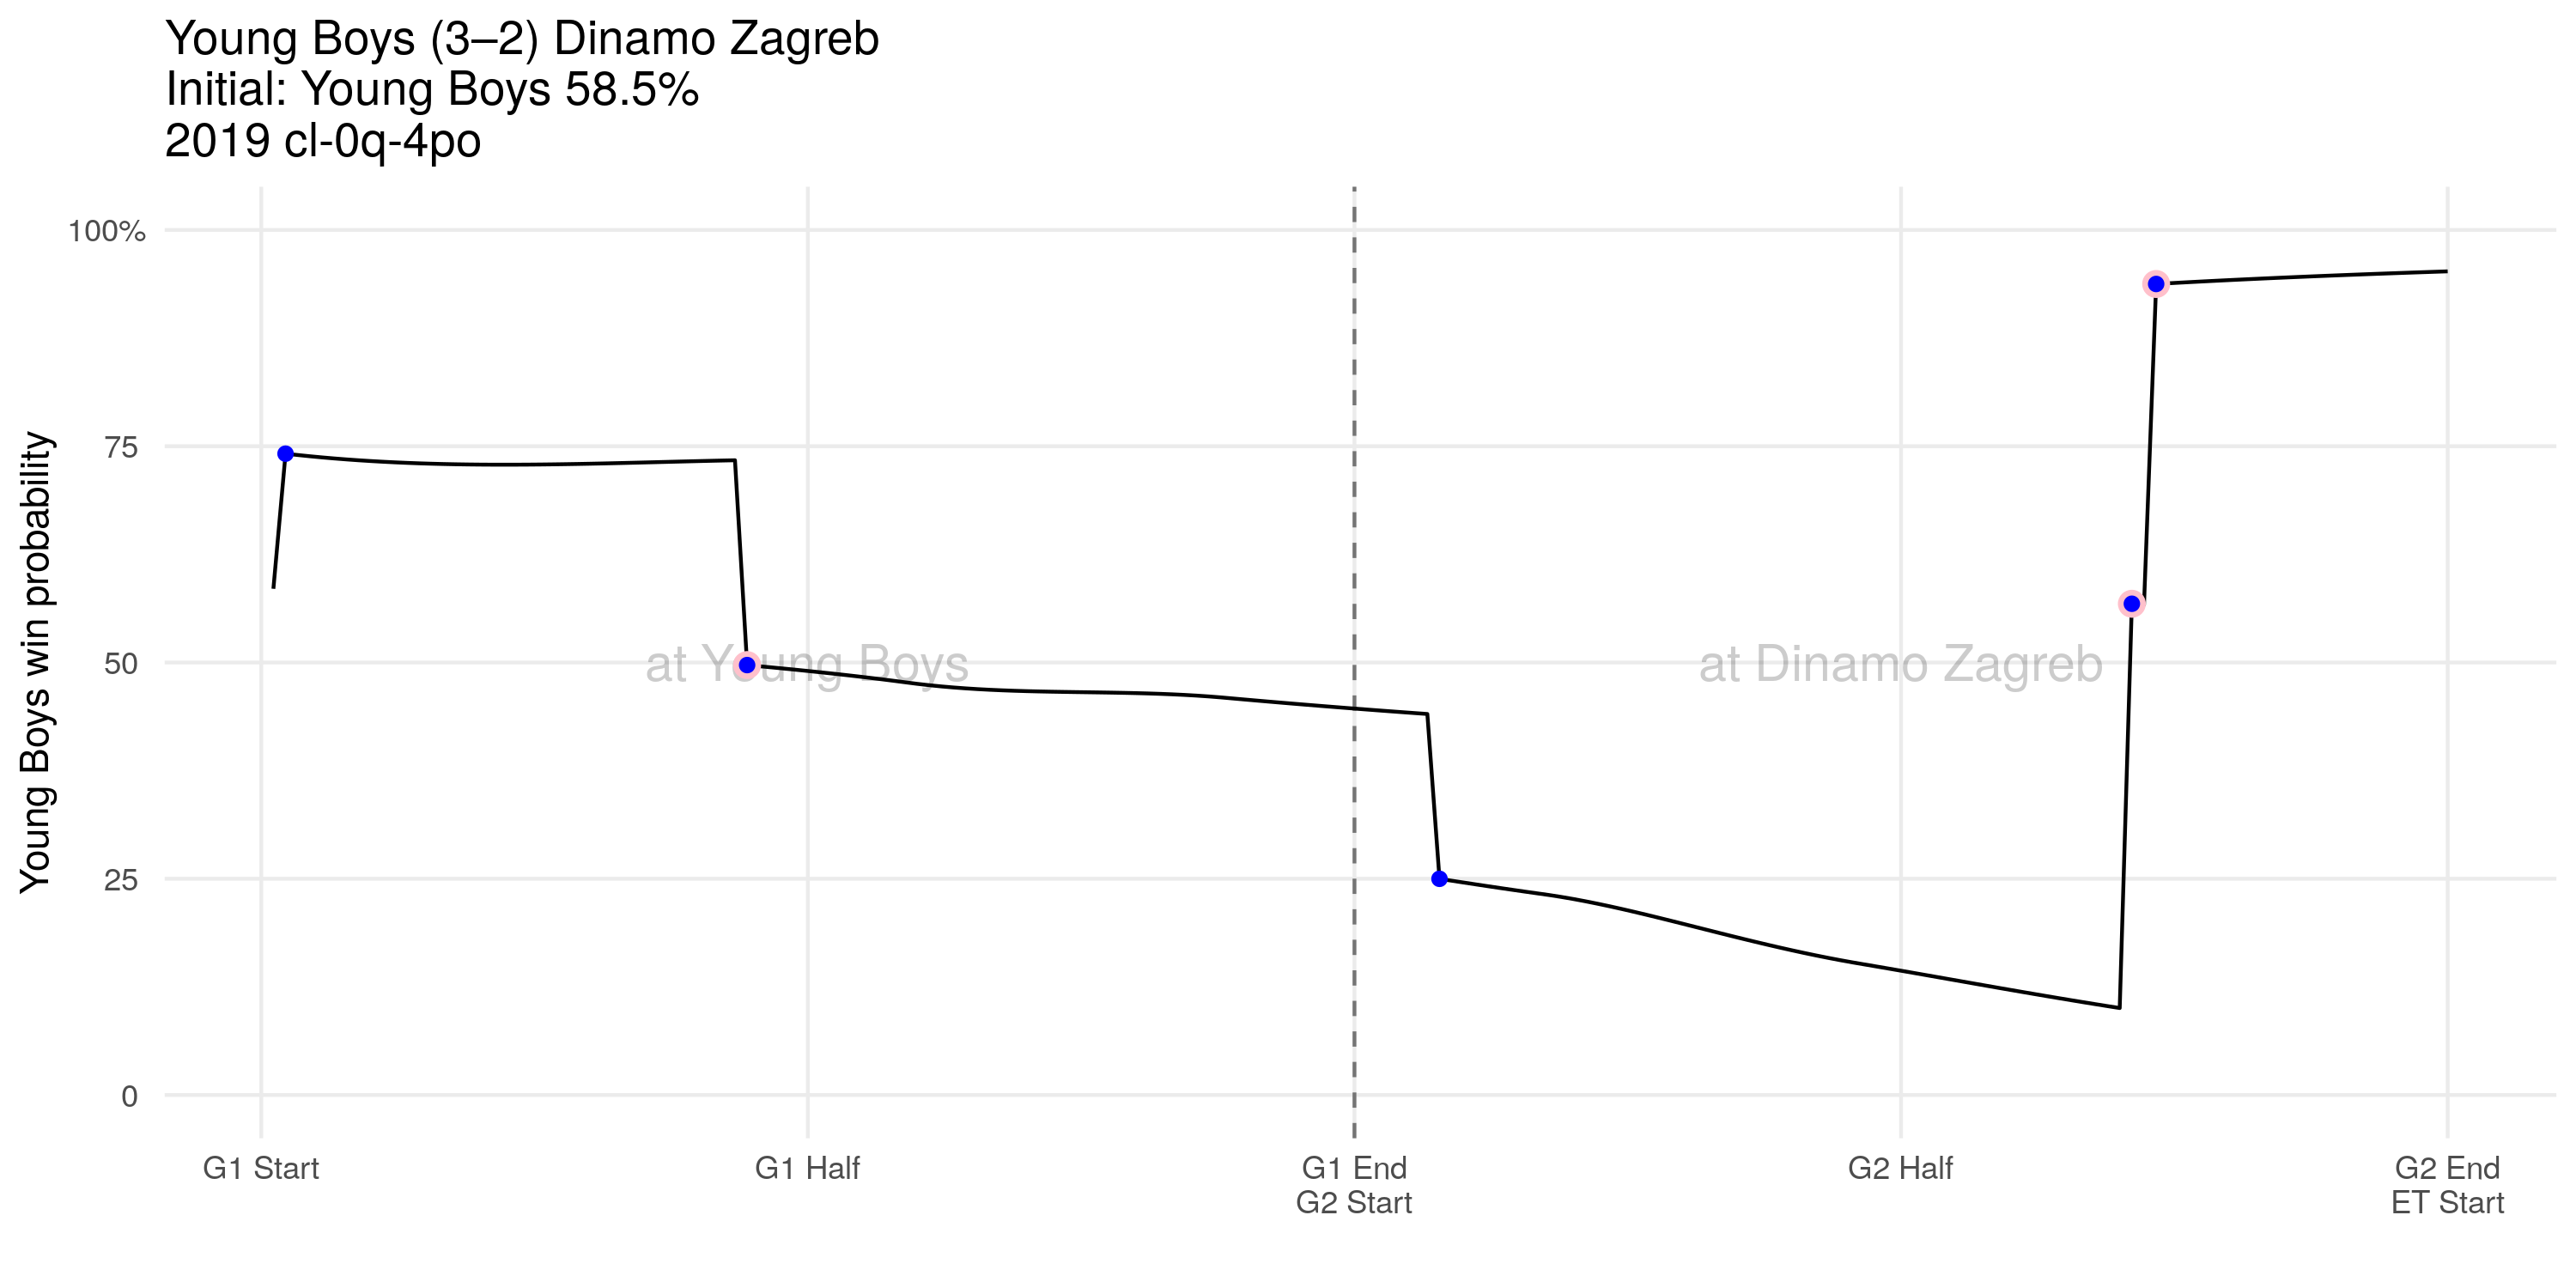 Young Boys (3–2) Dinamo Zagreb
Initial: Young Boys 58.5%
2019 cl-0q-4po
Young Boys win probability
100%
75
50
25
0
at Young Boys
at Dinamo Zagreb
G1 Start
G1 Half
G1 End
G2 Start
G2 Half
G2 End
ET Start